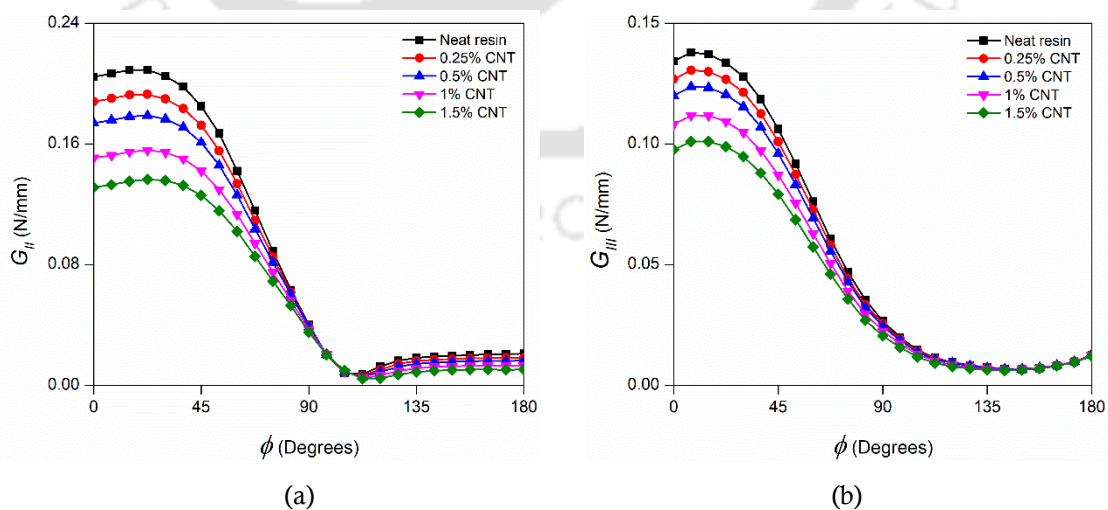 0.24
0.16
0.08
0.00
G_II (N/mm)
Neat resin
0.25% CNT
0.5% CNT
1% CNT
1.5% CNT
0 45 90 135 180
ϕ (Degrees)
(a)
0.15
0.10
0.05
0.00
G_III (N/mm)
Neat resin
0.25% CNT
0.5% CNT
1% CNT
1.5% CNT
0 45 90 135 180
ϕ (Degrees)
(b)